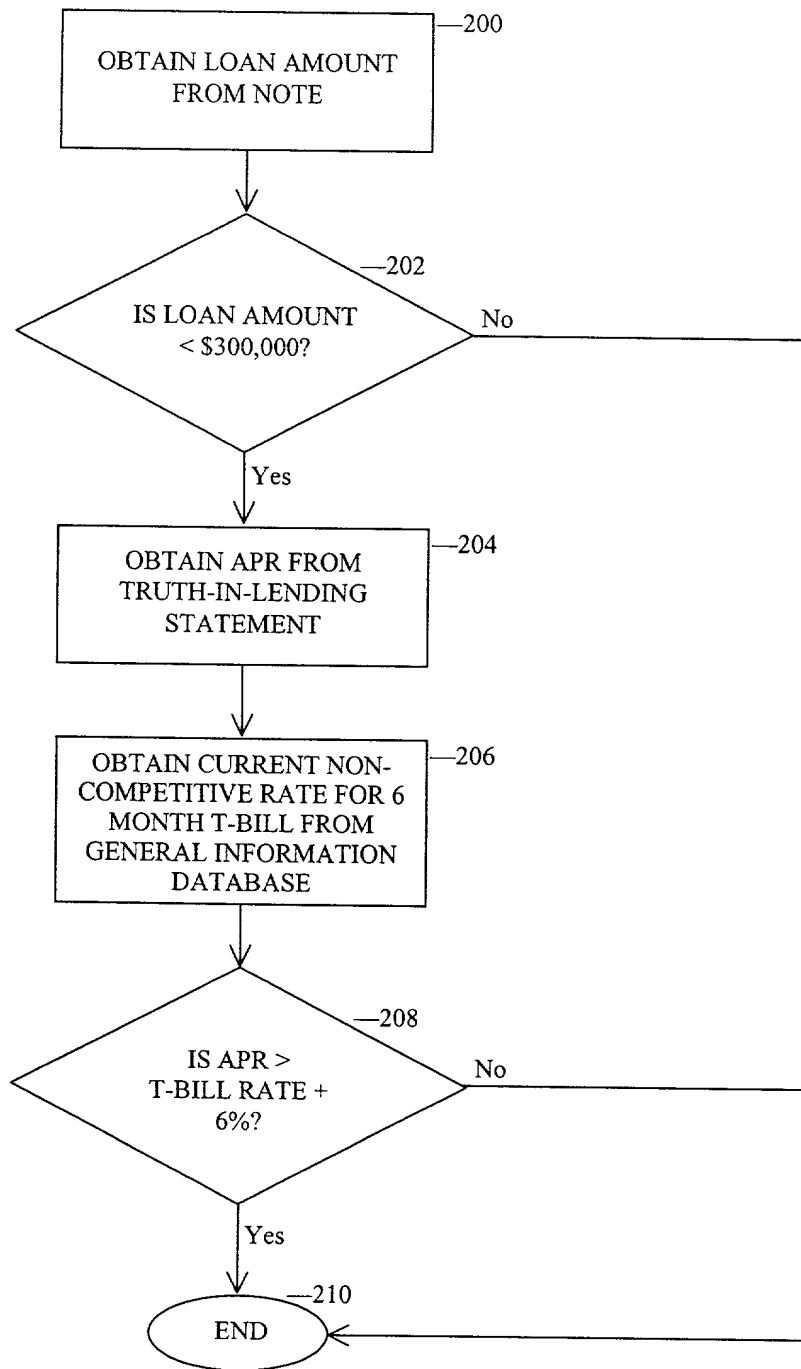 —200
OBTAIN LOAN AMOUNT
FROM NOTE
—202
IS LOAN AMOUNT
< $300,000?
No
Yes
—204
OBTAIN APR FROM
TRUTH-IN-LENDING
STATEMENT
—206
OBTAIN CURRENT NON-
COMPETITIVE RATE FOR 6
MONTH T-BILL FROM
GENERAL INFORMATION
DATABASE
—208
IS APR >
T-BILL RATE +
6%?
No
Yes
—210
END